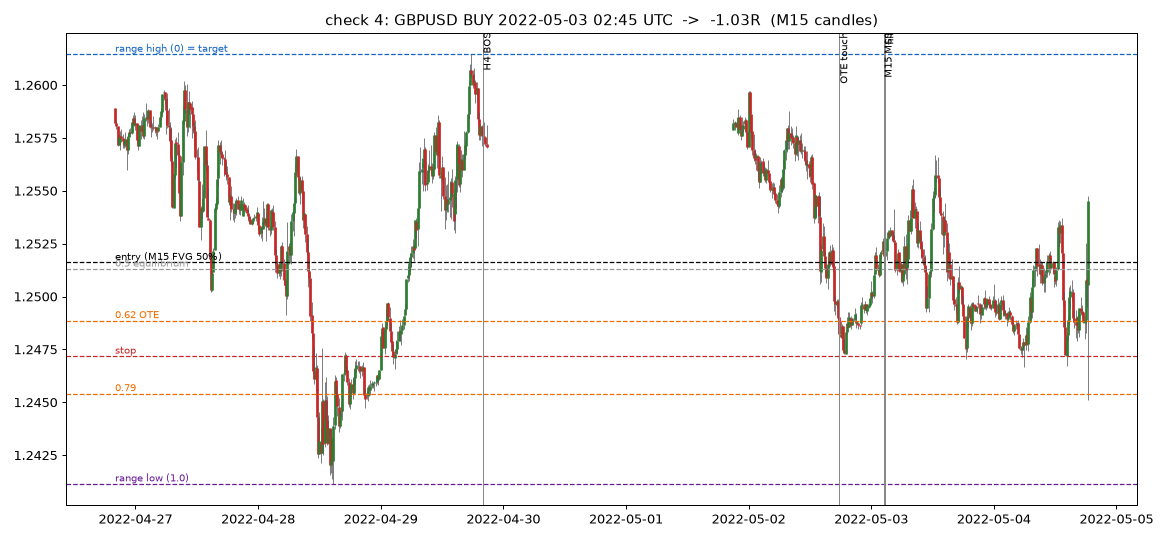 check 4: GBPUSD BUY 2022-05-03 02:45 UTC -> -1.03R (M15 candles)
range high (0) = target
H4 BOS
OTE touch
M15
1.2600
1.2575
1.2550
1.2525
entry (M15 FVG 50%)
0.5 equilibrium
1.2500
0.62 OTE
1.2475
stop
0.79
1.2450
1.2425
range low (1.0)
2022-04-27
2022-04-28
2022-04-29
2022-04-30
2022-05-01
2022-05-02
2022-05-03
2022-05-04
2022-05-05